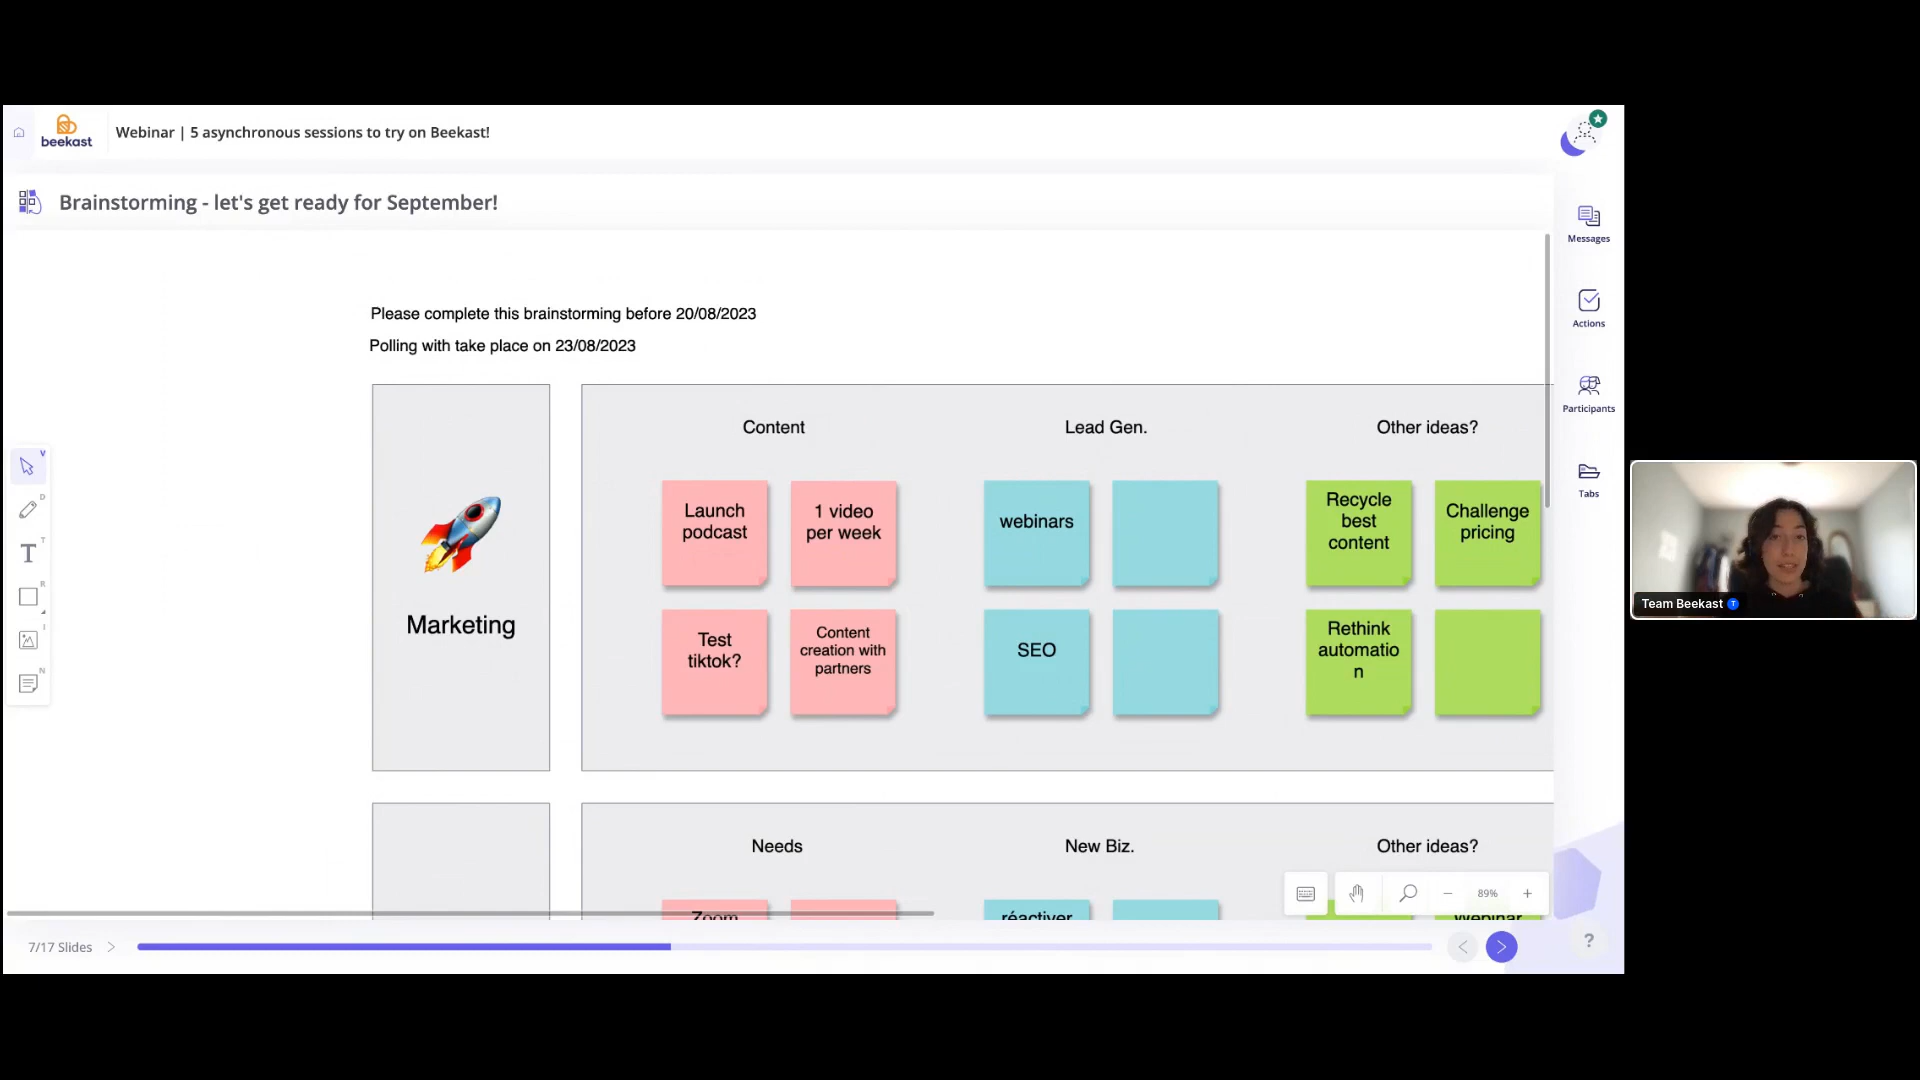 beekast
Webinar | 5 asynchronous sessions to try on Beekast!
Brainstorming - let's get ready for September!
Messages
Actions
Participants
Tabs
Please complete this brainstorming before 20/08/2023
Polling with take place on 23/08/2023
Marketing
Content
Lead Gen.
Other ideas?
Launch
podcast
1 video
per week
webinars
Recycle
best
content
Challenge
pricing
Test
tiktok?
Content
creation with
partners
SEO
Rethink
automatio
n
Needs
New Biz.
Other ideas?
Zoom
réactiver
Webinar
V
D
T
T
R
I
N
89%
7/17 Slides
?
Team Beekast
T